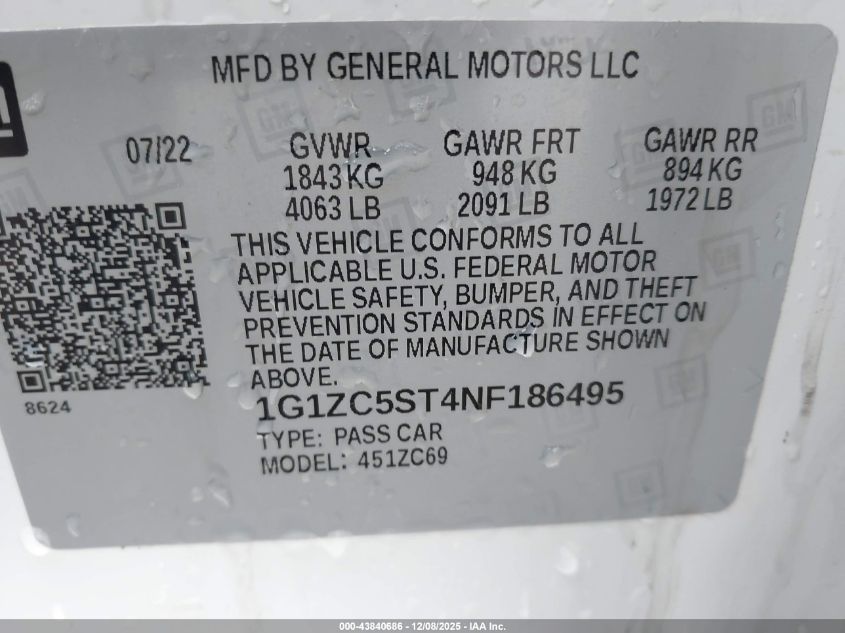 MFD BY GENERAL MOTORS LLC
07/22 GVWR GAWR FRT GAWR RR
1843 KG 948 KG 894 KG
4063 LB 2091 LB 1972 LB
THIS VEHICLE CONFORMS TO ALL
APPLICABLE U.S. FEDERAL MOTOR
VEHICLE SAFETY, BUMPER, AND THEFT
PREVENTION STANDARDS IN EFFECT ON
THE DATE OF MANUFACTURE SHOWN
ABOVE.
8624
1G1ZC5ST4NF186495
TYPE: PASS CAR
MODEL: 451ZC69
000-43840686 - 12/08/2025 - IAA Inc.